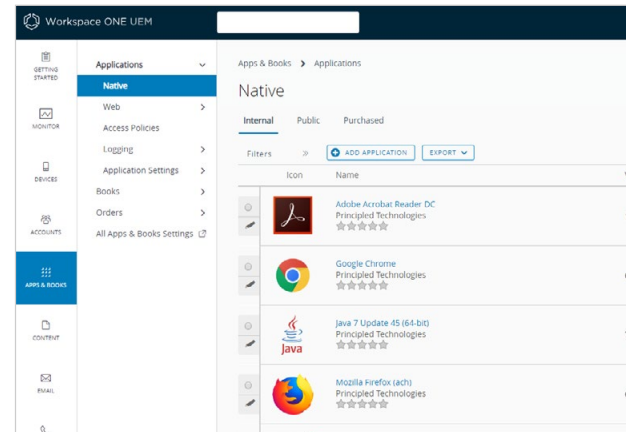 Workspace ONE UEM
GETTING
STARTED
MONITOR
DEVICES
ACCOUNTS
APPS & BOOKS
CONTENT
EMAIL
Applications
Native
Web
Access Policies
Logging
Application Settings
Books
Orders
All Apps & Books Settings
Apps & Books > Applications
Native
Internal Public Purchased
Filters » ADD APPLICATION EXPORT
Icon Name
Adobe Acrobat Reader DC
Principled Technologies
Google Chrome
Principled Technologies
Java 7 Update 45 (64-bit)
Principled Technologies
Java
Mozilla Firefox (ach)
Principled Technologies